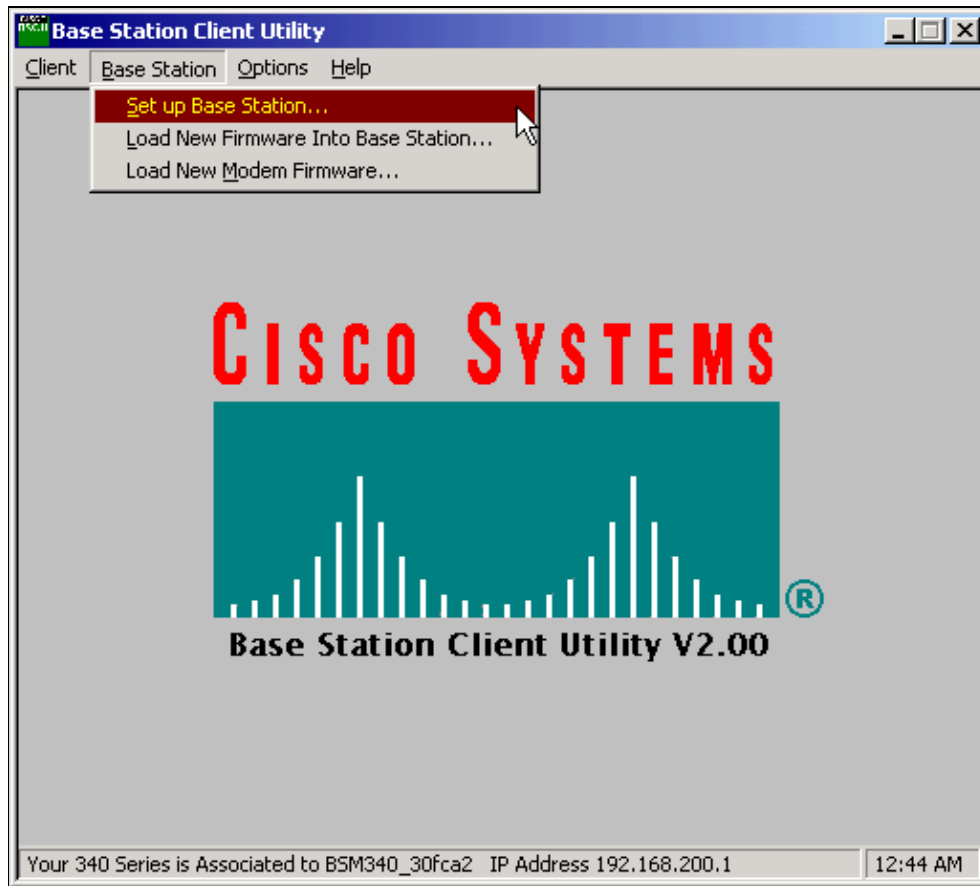 Base Station Client Utility
Client Base Station Options Help
Set up Base Station...
Load New Firmware Into Base Station...
Load New Modem Firmware...
CISCO SYSTEMS
®
Base Station Client Utility V2.00
Your 340 Series is Associated to BSM340_30fca2 IP Address 192.168.200.1 12:44 AM